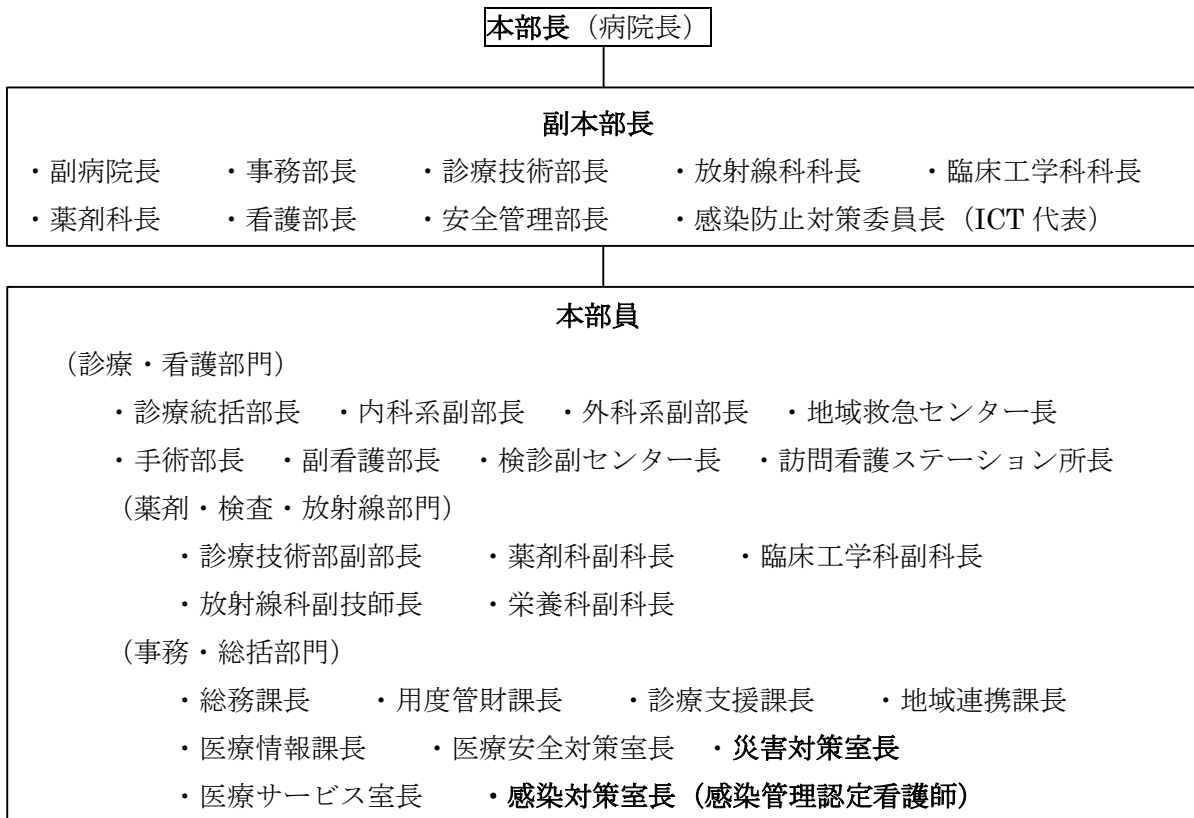 本部長（病院長）
副本部長
・副病院長　・事務部長　・診療技術部長　・放射線科科長　・臨床工学科科長
・薬剤科長　・看護部長　・安全管理部長　・感染防止対策委員長（ICT 代表）
本部員
（診療・看護部門）
・診療統括部長　・内科系副部長　・外科系副部長　・地域救急センター長
・手術部長　・副看護部長　・検診副センター長　・訪問看護ステーション所長
（薬剤・検査・放射線部門）
・診療技術部副部長　・薬剤科副科長　・臨床工学科副科長
・放射線科副技師長　・栄養科副科長
（事務・総括部門）
・総務課長　・用度管財課長　・診療支援課長　・地域連携課長
・医療情報課長　・医療安全対策室長　・災害対策室長
・医療サービス室長　・感染対策室長（感染管理認定看護師）